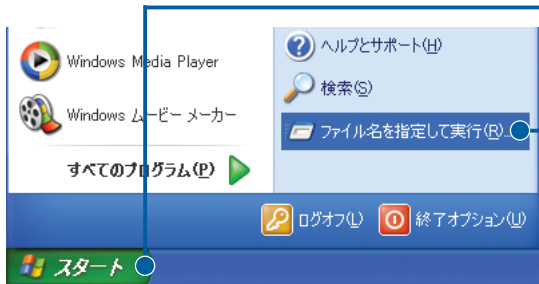 Windows Media Player
Windows ムービー メーカー
すべてのプログラム(P)
ヘルプとサポート(H)
検索(S)
ファイル名を指定して実行(R)...
ログオフ(L)
終了オプション(U)
スタート